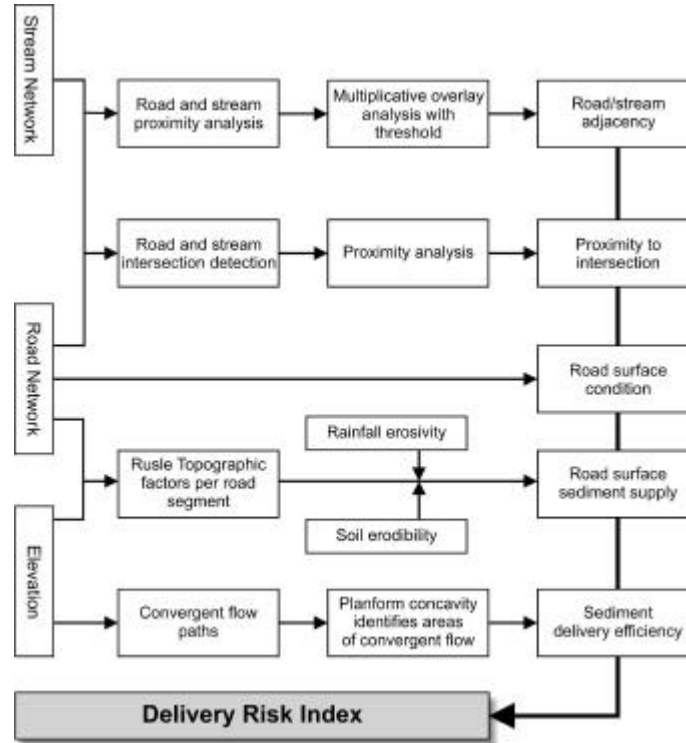 Stream Network
Road and stream
proximity analysis
Multiplicative overlay
analysis with
threshold
Road/stream
adjacency
Road and stream
intersection detection
Proximity analysis
Proximity to
intersection
Road Network
Road surface
condition
Rainfall erosivity
Rusle Topographic
factors per road
segment
Road surface
sediment supply
Soil erodibility
Elevation
Convergent flow
paths
Planform concavity
identifies areas
of convergent flow
Sediment
delivery efficiency
Delivery Risk Index